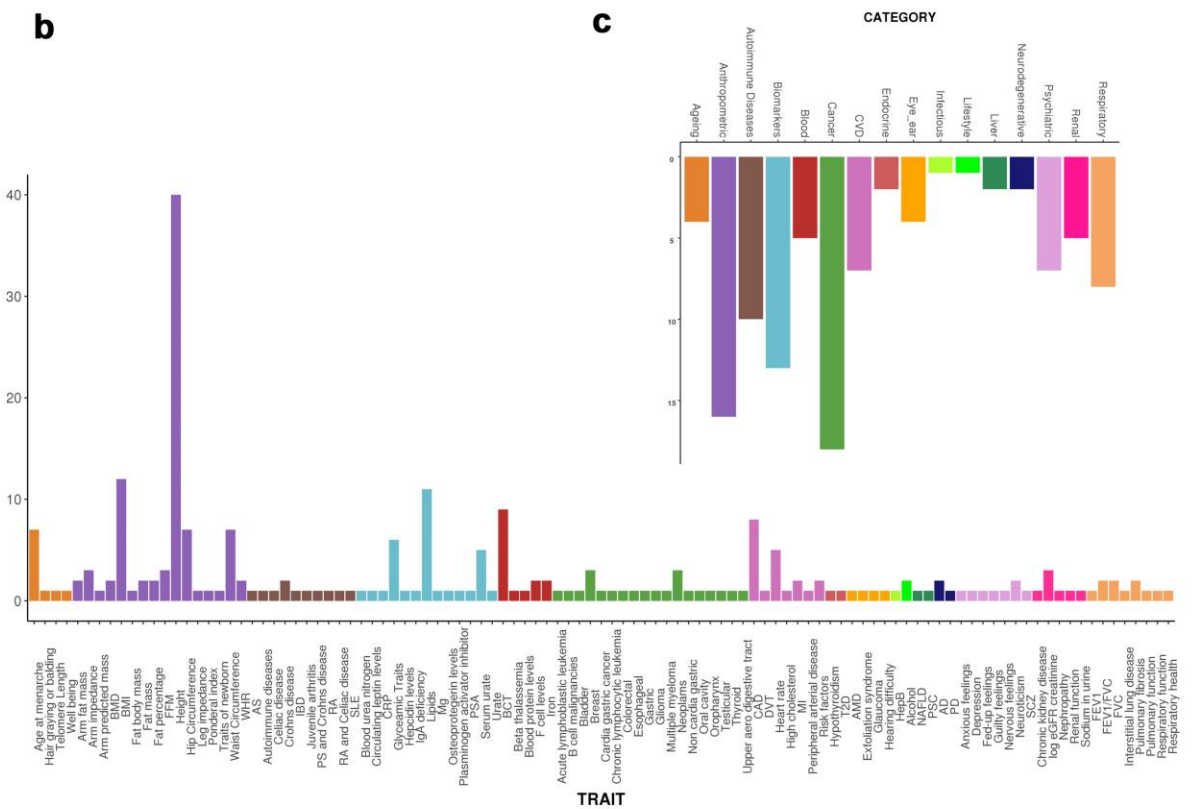 b
c
CATEGORY
Ageing
Anthropometric
Autoimmune Diseases
Biomarkers
Blood
Cancer
CVD
Endocrine
Eye_ear
Infectious
Lifestyle
Liver
Neurodegenerative
Psychiatric
Renal
Respiratory
0
5
10
15
40
30
20
10
0
Age at menarche
Hair graying or balding
Telomere Length
Well being
Arm fat mass
Arm impedance
Arm predicted mass
BMD
BMI
Fat body mass
Fat mass
Fat percentage
FFM
Height
Hip Circumference
Leg impedance
Ponderal index
Traits of newborn
Waist Circumference
WHR
AS
Autoimmune diseases
Celiac disease
Crohns disease
IBD
Juvenile arthritis
PS and Crohns disease
RA
RA and Celiac disease
SLE
Blood urea nitrogen
Circulating protein levels
CRP
Glyceamic Traits
Hepcidin levels
IgA deficiency
Lipids
Mg
Osteoprotegerin levels
Plasminogen activator inhibitor
PSA
Serum urate
Urate
BCT
Beta thalassemia
Blood protein levels
F cell levels
Iron
Acute lymphoblastic leukemia
B cell malignancies
Bladder
Breast
Cardia gastric cancer
Chronic lymphocytic leukemia
Colorectal
Esophageal
Gastric
Glioma
Multiple myeloma
Neoplams
Non cardia gastric
Oral cavity
Oropharynx
Testicular
Thyroid
Upper aero digestive tract
CAD
DVT
Heart rate
High cholesterol
MI
Peripheral arterial disease
Risk factors
Hypothyroidism
T2D
AMD
Exfoliation syndrome
Glaucoma
Hearing difficulty
HepB
Alcohol
NAFLD
PSC
AD
PD
Anxious feelings
Depression
Fed-up feelings
Guilty feelings
Nervous feelings
Neuroticism
SCZ
Chronic kidney disease
log eGFR creatinine
Nephropathy
Renal function
Sodium in urine
FEV1
FEV1/FVC
FVC
Interstitial lung disease
Pulmonary fibrosis
Pulmonary function
Respiratory function
Respiratory health
TRAIT